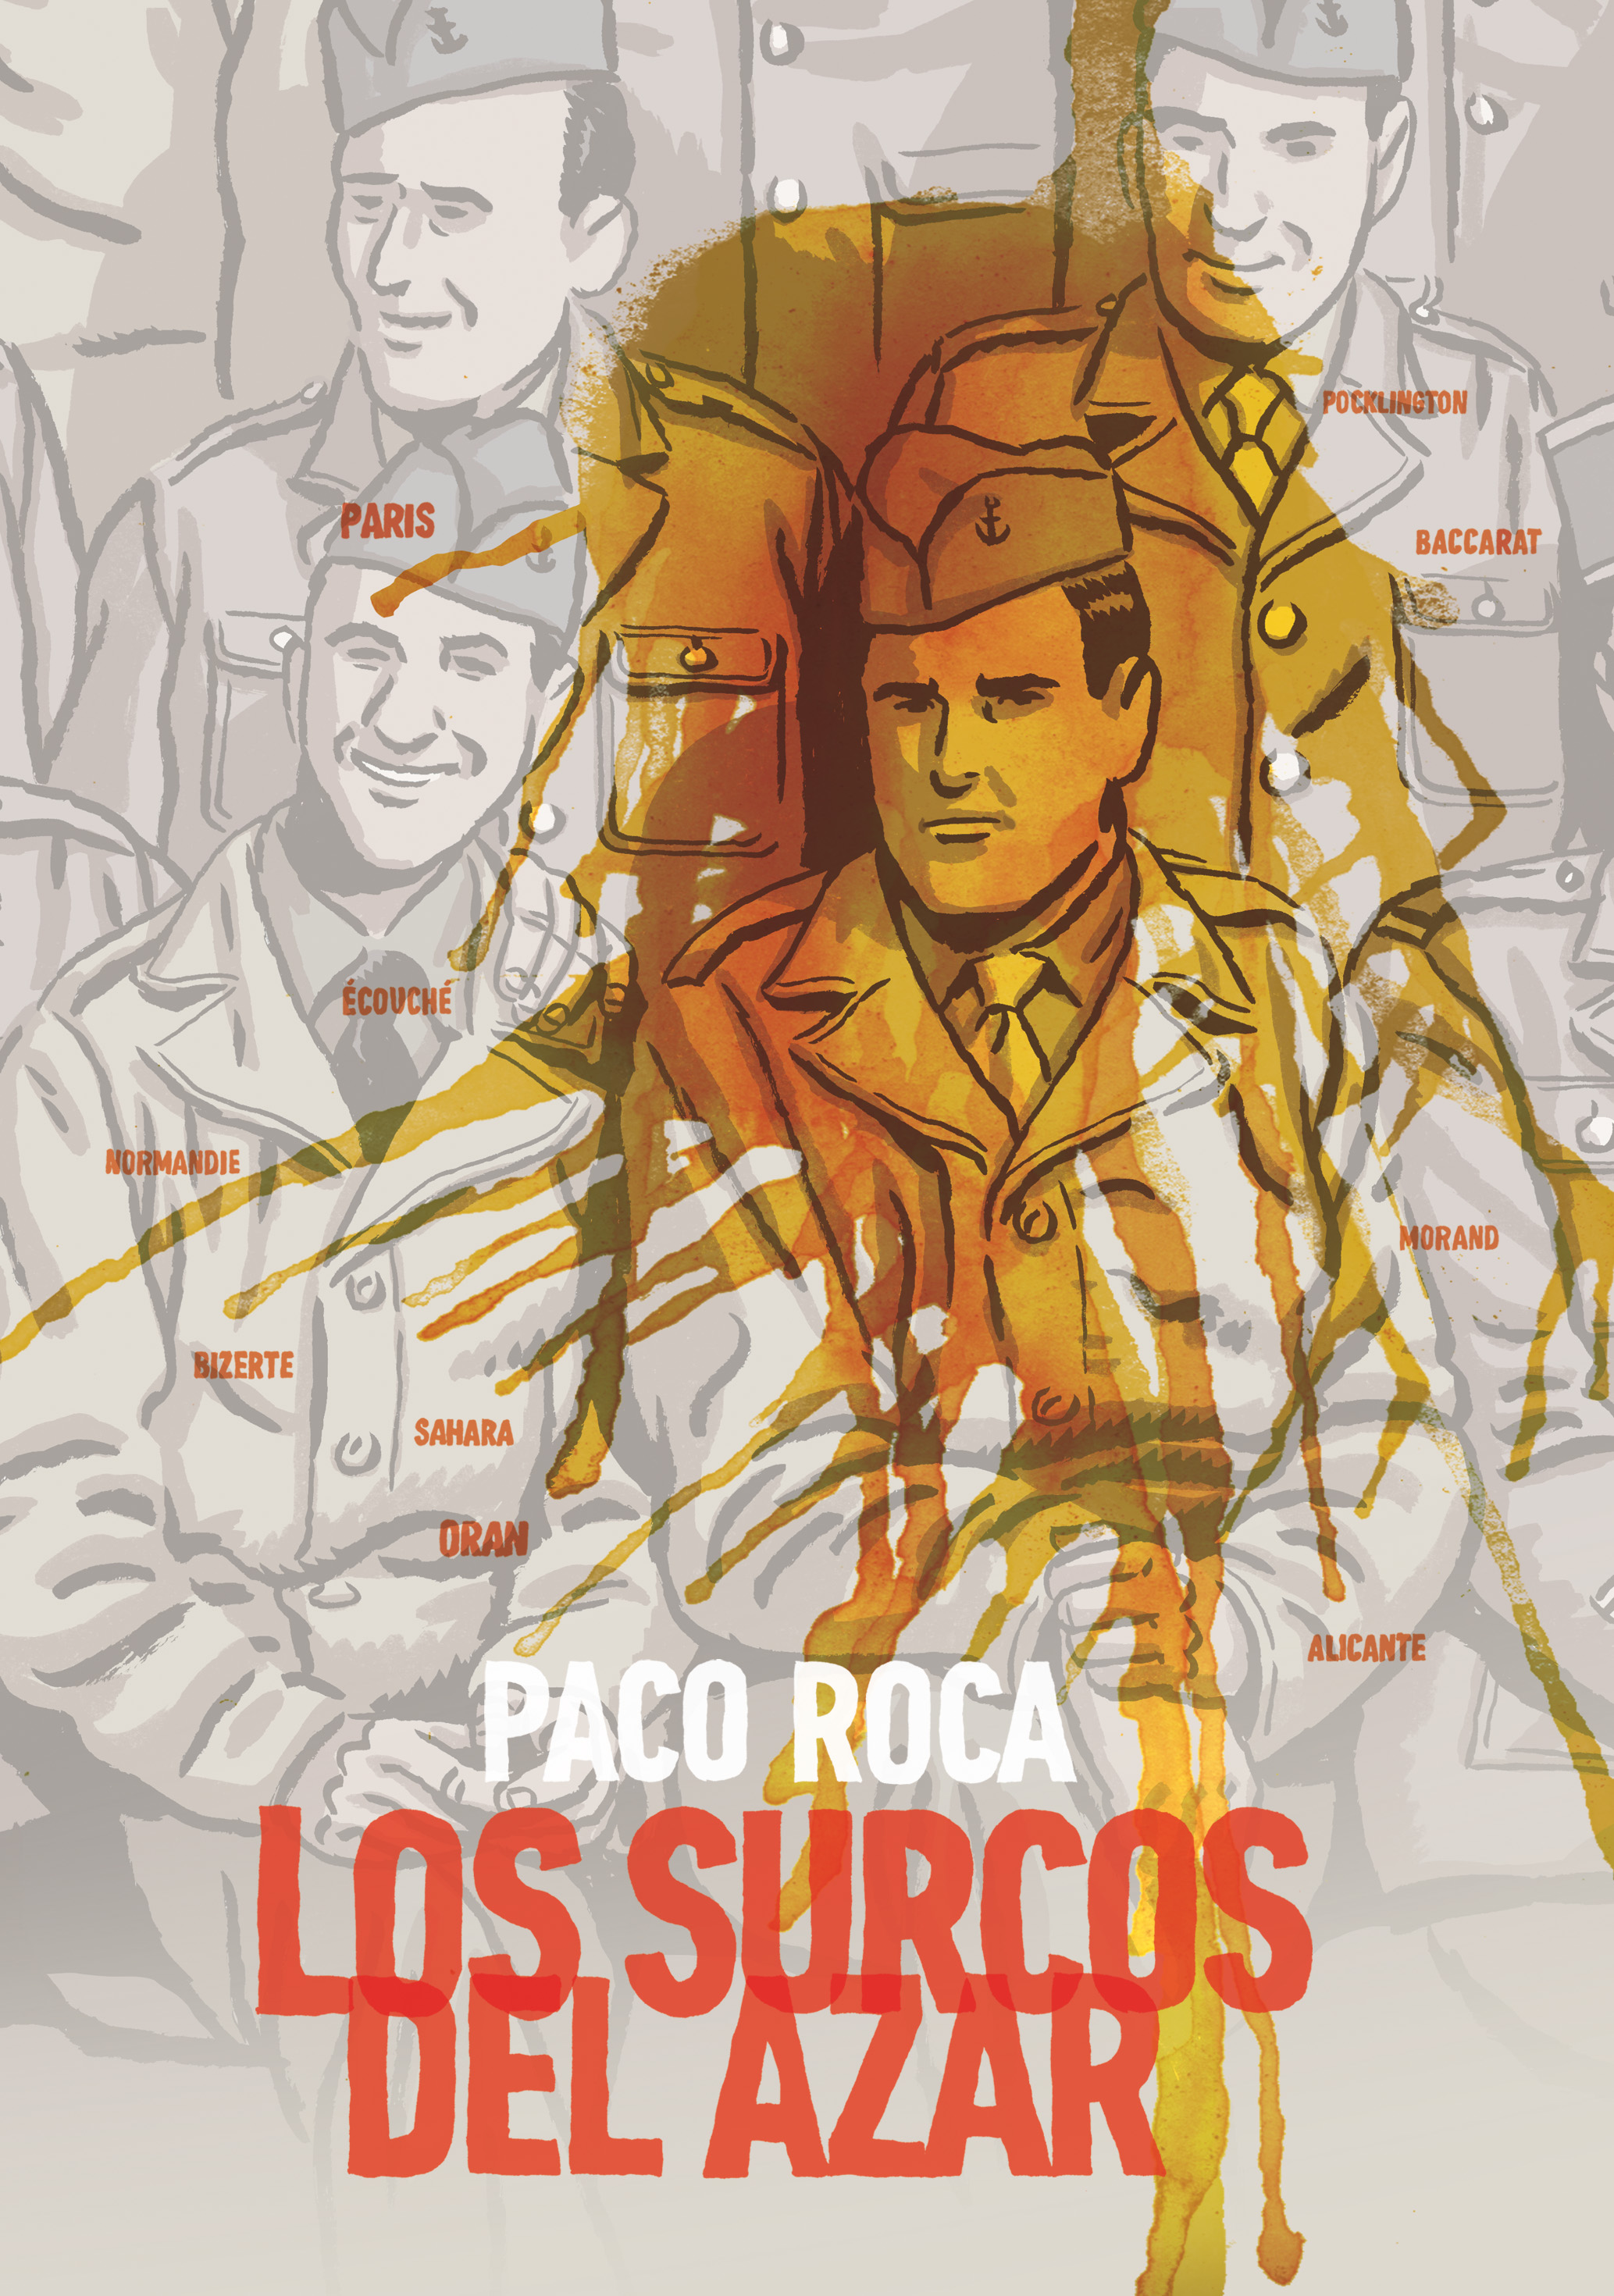 POCKLINGTON
PARIS
BACCARAT
ÉCOUCHÉ
NORMANDIE
MORAND
BIZERTE
SAHARA
ORAN
ALICANTE
PACO ROCA
LOS SURCOS
DEL AZAR